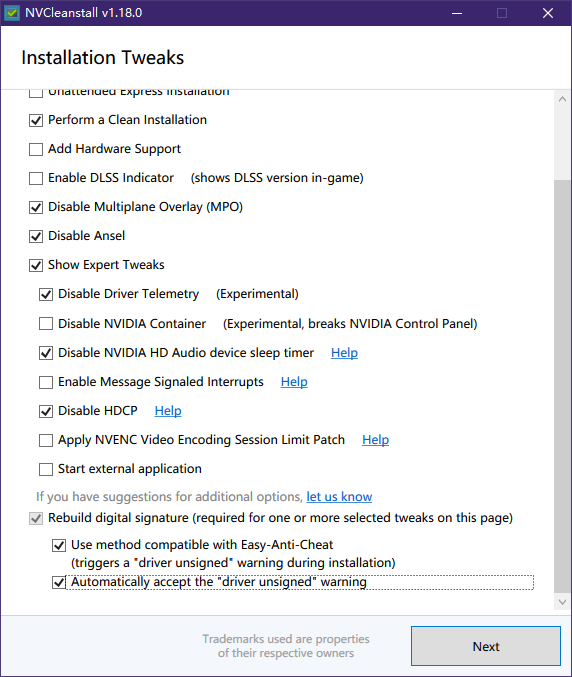 NVCleanstall v1.18.0
Installation Tweaks
Unattended Express Installation
Perform a Clean Installation
Add Hardware Support
Enable DLSS Indicator (shows DLSS version in-game)
Disable Multiplane Overlay (MPO)
Disable Ansel
Show Expert Tweaks
Disable Driver Telemetry (Experimental)
Disable NVIDIA Container (Experimental, breaks NVIDIA Control Panel)
Disable NVIDIA HD Audio device sleep timer Help
Enable Message Signaled Interrupts Help
Disable HDCP Help
Apply NVENC Video Encoding Session Limit Patch Help
Start external application
If you have suggestions for additional options, let us know
Rebuild digital signature (required for one or more selected tweaks on this page)
Use method compatible with Easy-Anti-Cheat
(triggers a "driver unsigned" warning during installation)
Automatically accept the "driver unsigned" warning
Trademarks used are properties
of their respective owners
Next